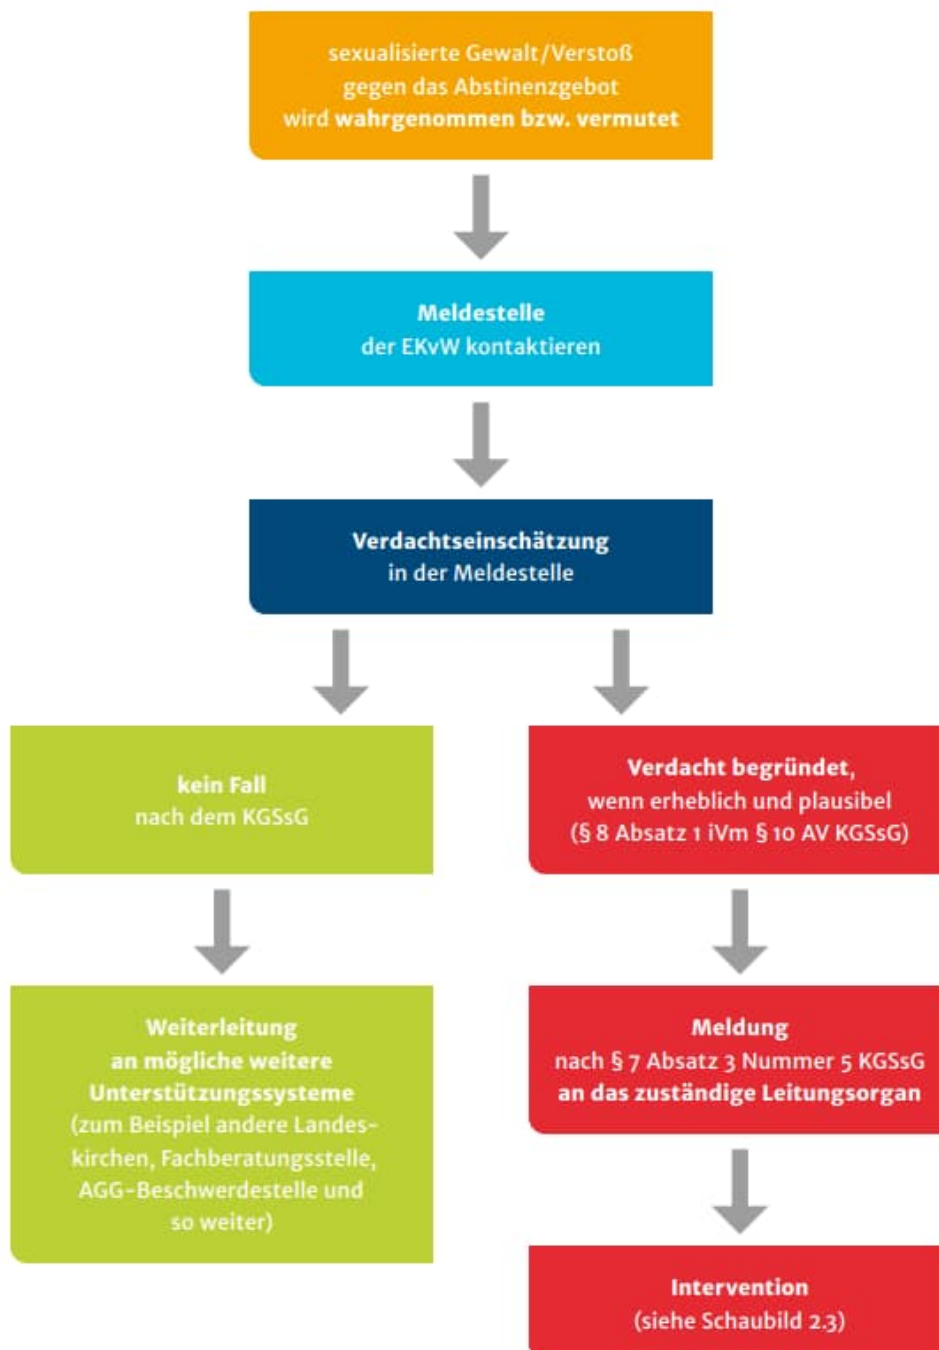 sexualisierte Gewalt/Verstoß
gegen das Abstinenzgebot
wird wahrgenommen bzw. vermutet
Meldestelle
der EKvW kontaktieren
Verdachtseinschätzung
in der Meldestelle
kein Fall
nach dem KGSsG
Weiterleitung
an mögliche weitere
Unterstützungssysteme
(zum Beispiel andere Landes-
kirchen, Fachberatungsstelle,
AGG-Beschwerdestelle und
so weiter)
Verdacht begründet,
wenn erheblich und plausibel
(§ 8 Absatz 1 iVm § 10 AV KGSsG)
Meldung
nach § 7 Absatz 3 Nummer 5 KGSsG
an das zuständige Leitungsorgan
Intervention
(siehe Schaubild 2.3)